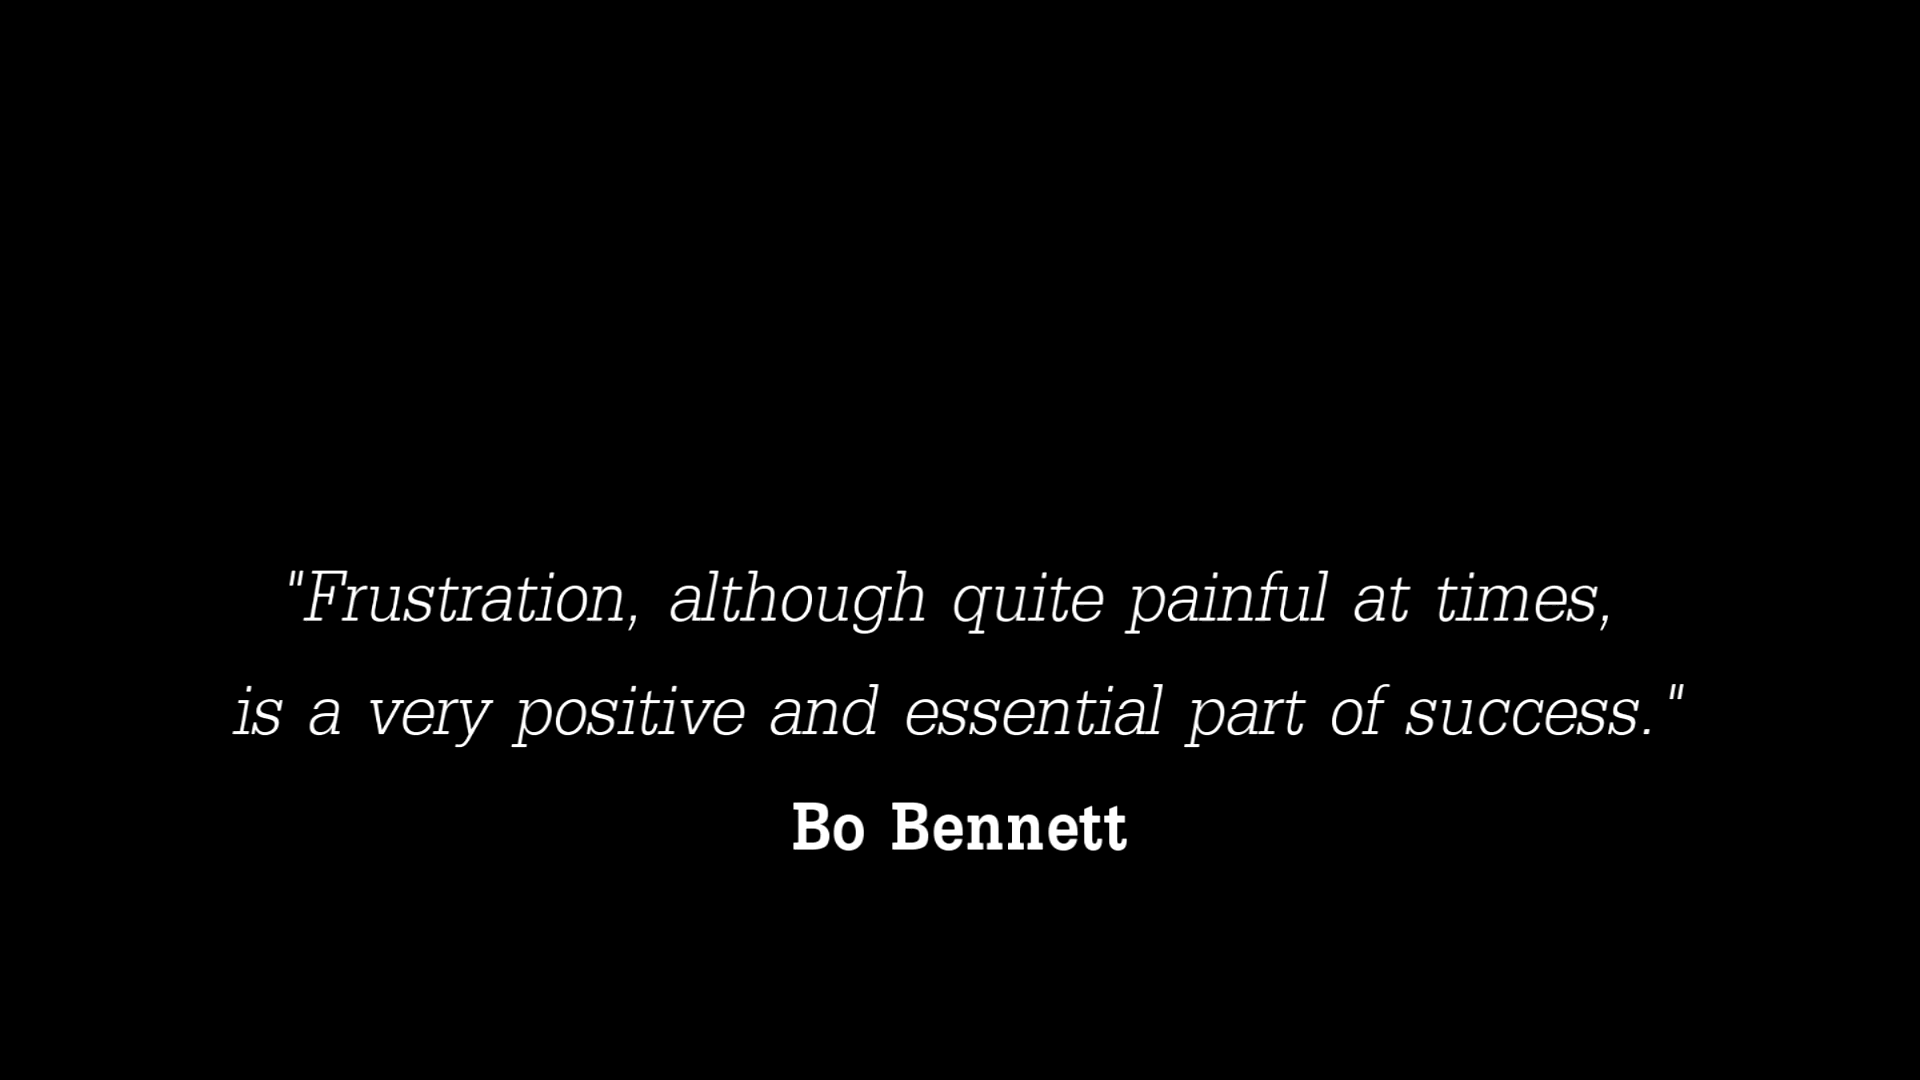 "Frustration, although quite painful at times,
is a very positive and essential part of success."
Bo Bennett